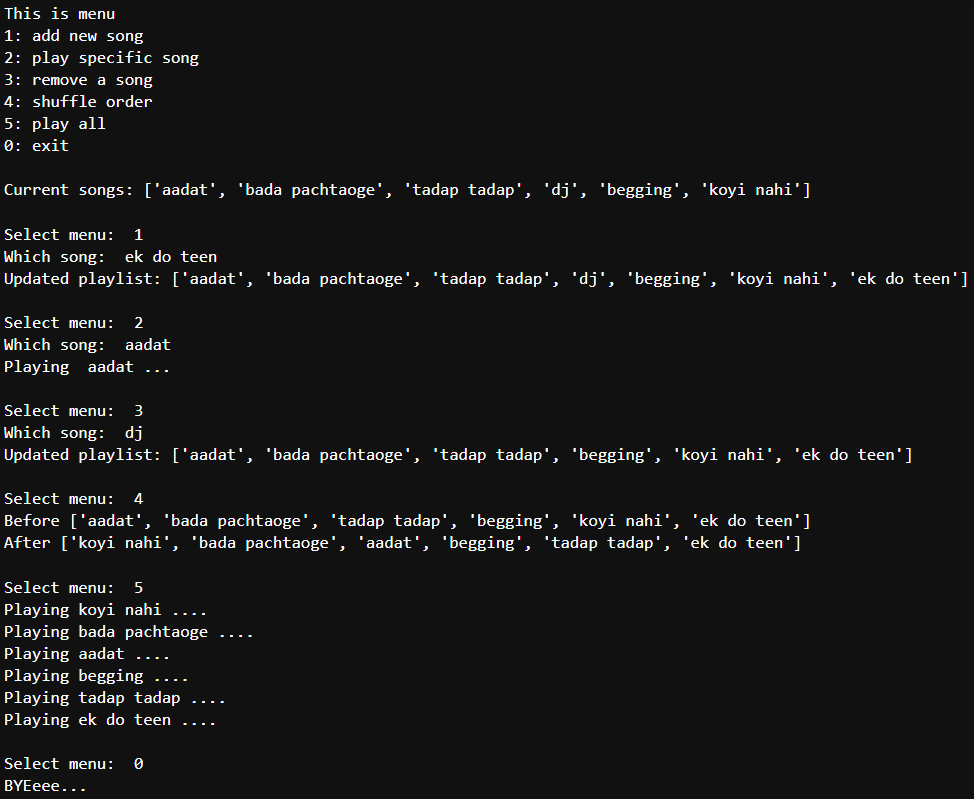 This is menu
1: add new song
2: play specific song
3: remove a song
4: shuffle order
5: play all
0: exit
Current songs: ['aadat', 'bada pachtaoge', 'tadap tadap', 'dj', 'begging', 'koyi nahi']
Select menu:  1
Which song:  ek do teen
Updated playlist: ['aadat', 'bada pachtaoge', 'tadap tadap', 'dj', 'begging', 'koyi nahi', 'ek do teen']
Select menu:  2
Which song:  aadat
Playing  aadat ...
Select menu:  3
Which song:  dj
Updated playlist: ['aadat', 'bada pachtaoge', 'tadap tadap', 'begging', 'koyi nahi', 'ek do teen']
Select menu:  4
Before ['aadat', 'bada pachtaoge', 'tadap tadap', 'begging', 'koyi nahi', 'ek do teen']
After ['koyi nahi', 'bada pachtaoge', 'aadat', 'begging', 'tadap tadap', 'ek do teen']
Select menu:  5
Playing koyi nahi ....
Playing bada pachtaoge ....
Playing aadat ....
Playing begging ....
Playing tadap tadap ....
Playing ek do teen ....
Select menu:  0
BYEeee...